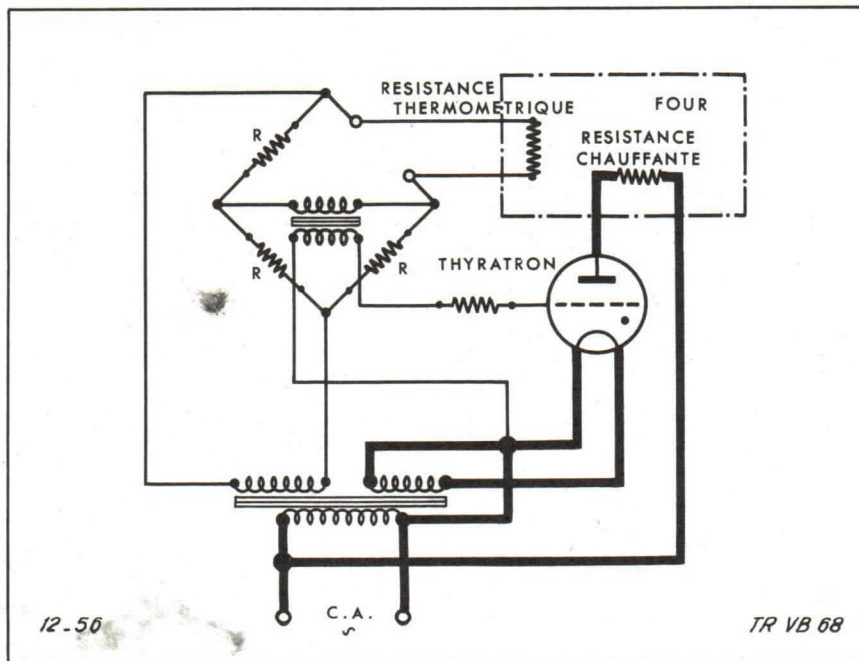 RESISTANCE
THERMOMETRIQUE
FOUR
RESISTANCE
CHAUFFANTE
R
R
R
THYRATRON
C.A.
~
12-56
TR VB 68